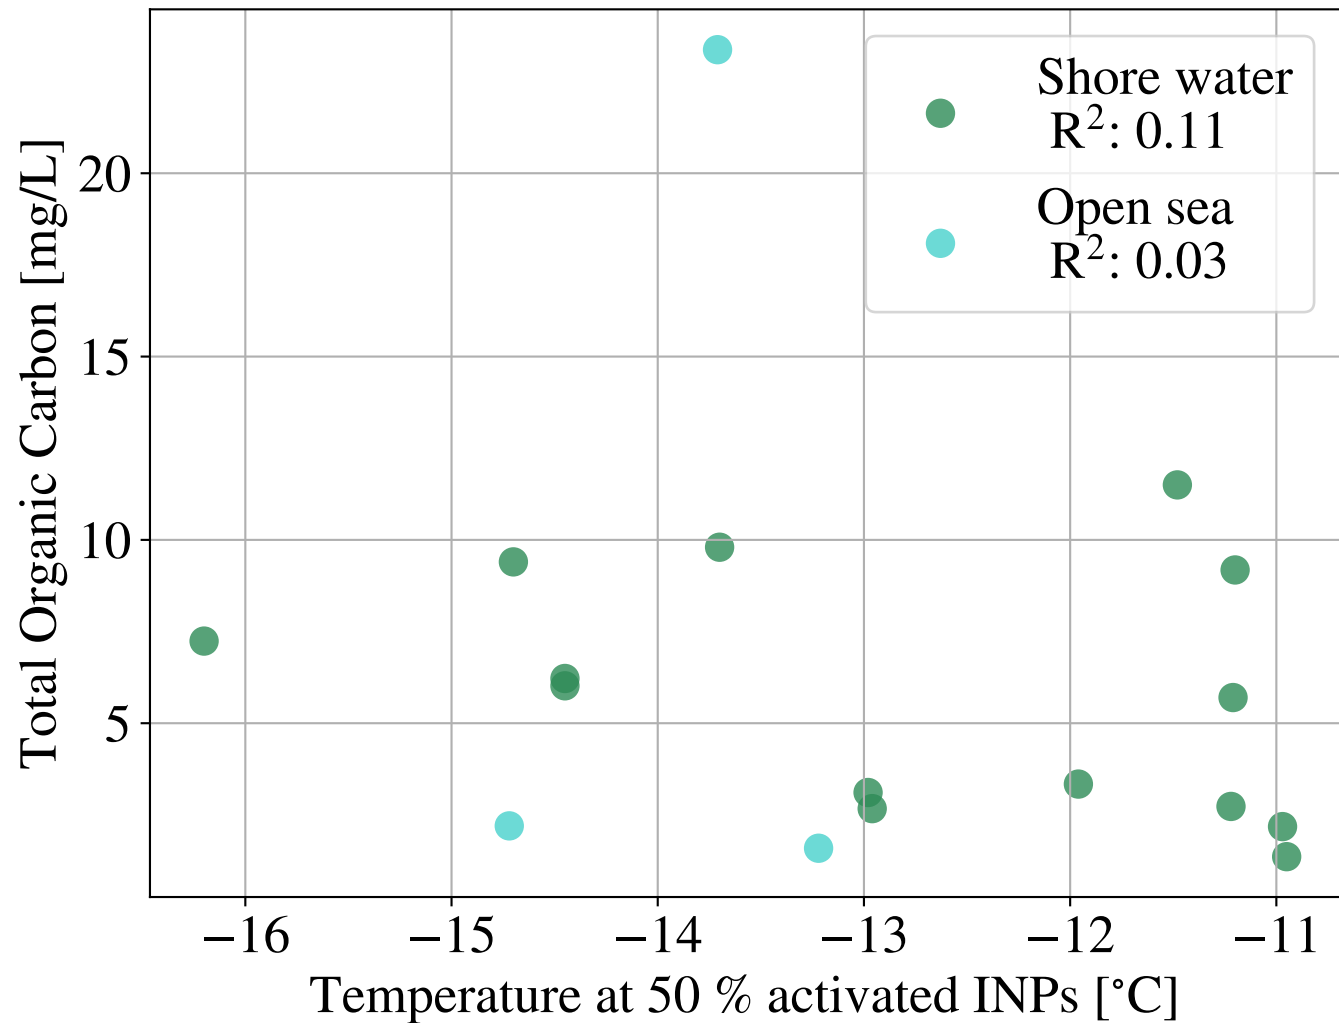 Shore water
R²: 0.11
Open sea
R²: 0.03
Total Organic Carbon [mg/L]
20
15
10
5
−16 −15 −14 −13 −12 −11
Temperature at 50 % activated INPs [°C]